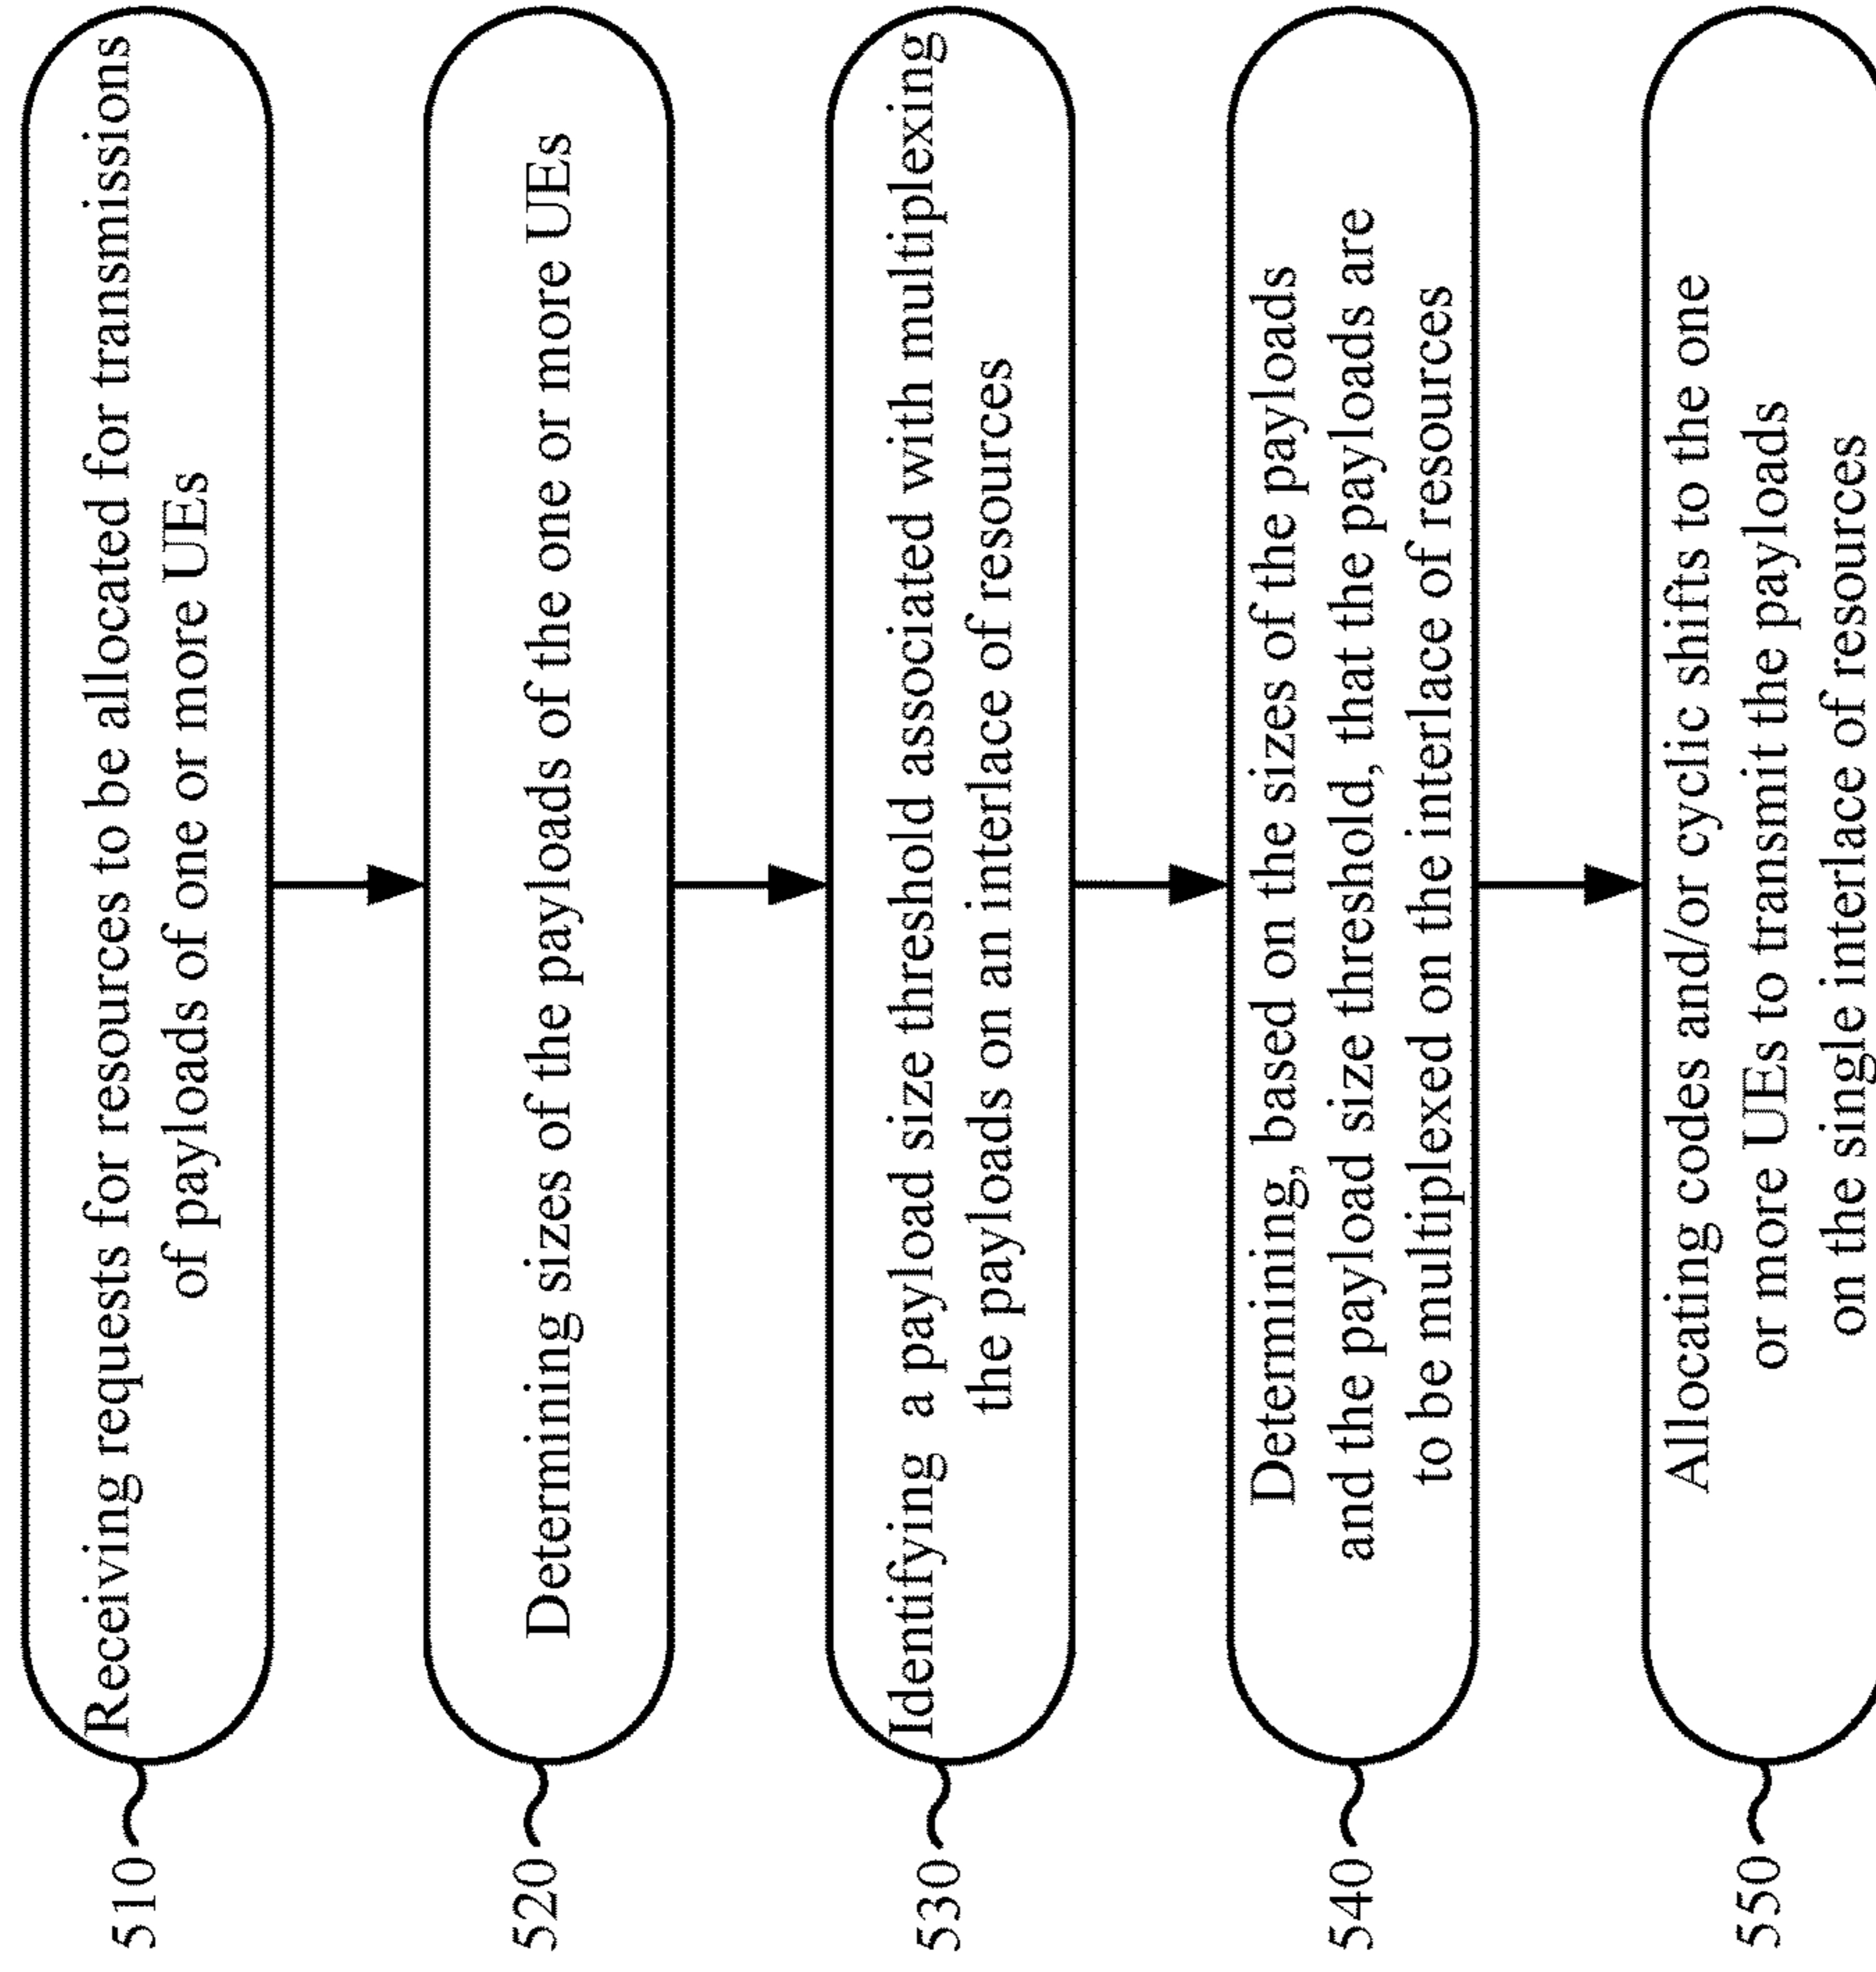 510
Receiving requests for resources to be allocated for transmissions
of payloads of one or more UEs
520
Determining sizes of the payloads of the one or more UEs
530
Identifying a payload size threshold associated with multiplexing
the payloads on an interlace of resources
540
Determining, based on the sizes of the payloads
and the payload size threshold, that the payloads are
to be multiplexed on the interlace of resources
550
Allocating codes and/or cyclic shifts to the one
or more UEs to transmit the payloads
on the single interlace of resources